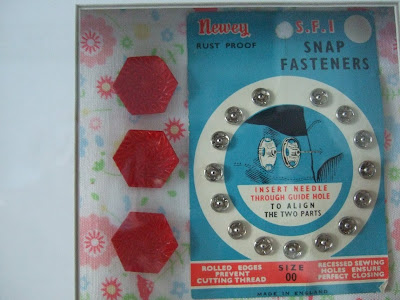 Newey S.F.1
RUST PROOF SNAP
FASTENERS
INSERT NEEDLE
THROUGH GUIDE HOLE
TO ALIGN
THE TWO PARTS
ROLLED EDGES
PREVENT
CUTTING THREAD
SIZE
00
RECESSED SEWING
HOLES ENSURE
PERFECT CLOSING
MADE IN ENGLAND